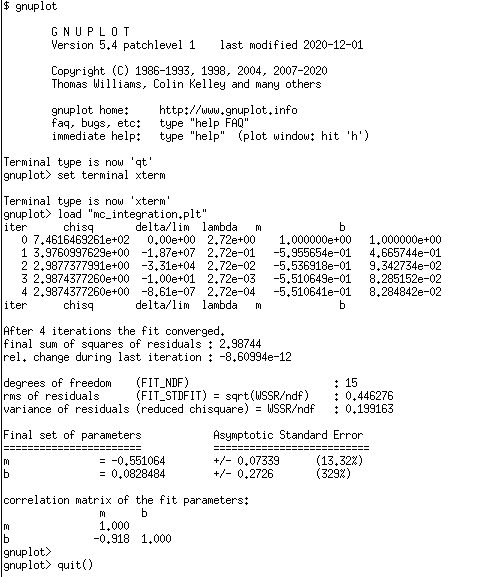 $ gnuplot
G N U P L O T
Version 5.4 patchlevel 1    last modified 2020-12-01
Copyright (C) 1986-1993, 1998, 2004, 2007-2020
Thomas Williams, Colin Kelley and many others
gnuplot home:     http://www.gnuplot.info
faq, bugs, etc:   type "help FAQ"
immediate help:   type "help"  (plot window: hit 'h')
Terminal type is now 'qt'
gnuplot> set terminal xterm
Terminal type is now 'xterm'
gnuplot> load "mc_integration.plt"
iter      chisq       delta/lim  lambda   m             b
0 7.4616469261e+02   0.00e+00  2.72e+00    1.000000e+00   1.000000e+00
1 3.9760997629e+00  -1.87e+07  2.72e-01   -5.955654e-01   4.665744e-01
2 2.9877377991e+00  -3.31e+04  2.72e-02   -5.536918e-01   9.342734e-02
3 2.9874377260e+00  -1.00e+01  2.72e-03   -5.510649e-01   8.285152e-02
4 2.9874377260e+00  -8.61e-07  2.72e-04   -5.510641e-01   8.284842e-02
iter      chisq       delta/lim  lambda   m             b
After 4 iterations the fit converged.
final sum of squares of residuals : 2.98744
rel. change during last iteration : -8.60994e-12
degrees of freedom    (FIT_NDF)                        : 15
rms of residuals      (FIT_STDFIT) = sqrt(WSSR/ndf)    : 0.446276
variance of residuals (reduced chisquare) = WSSR/ndf   : 0.199163
Final set of parameters            Asymptotic Standard Error
=======================            ==========================
m               = -0.551064        +/- 0.07339      (13.32%)
b               = 0.0828484        +/- 0.2726       (329%)
correlation matrix of the fit parameters:
m      b
m               1.000
b              -0.918  1.000
gnuplot>
gnuplot> quit()